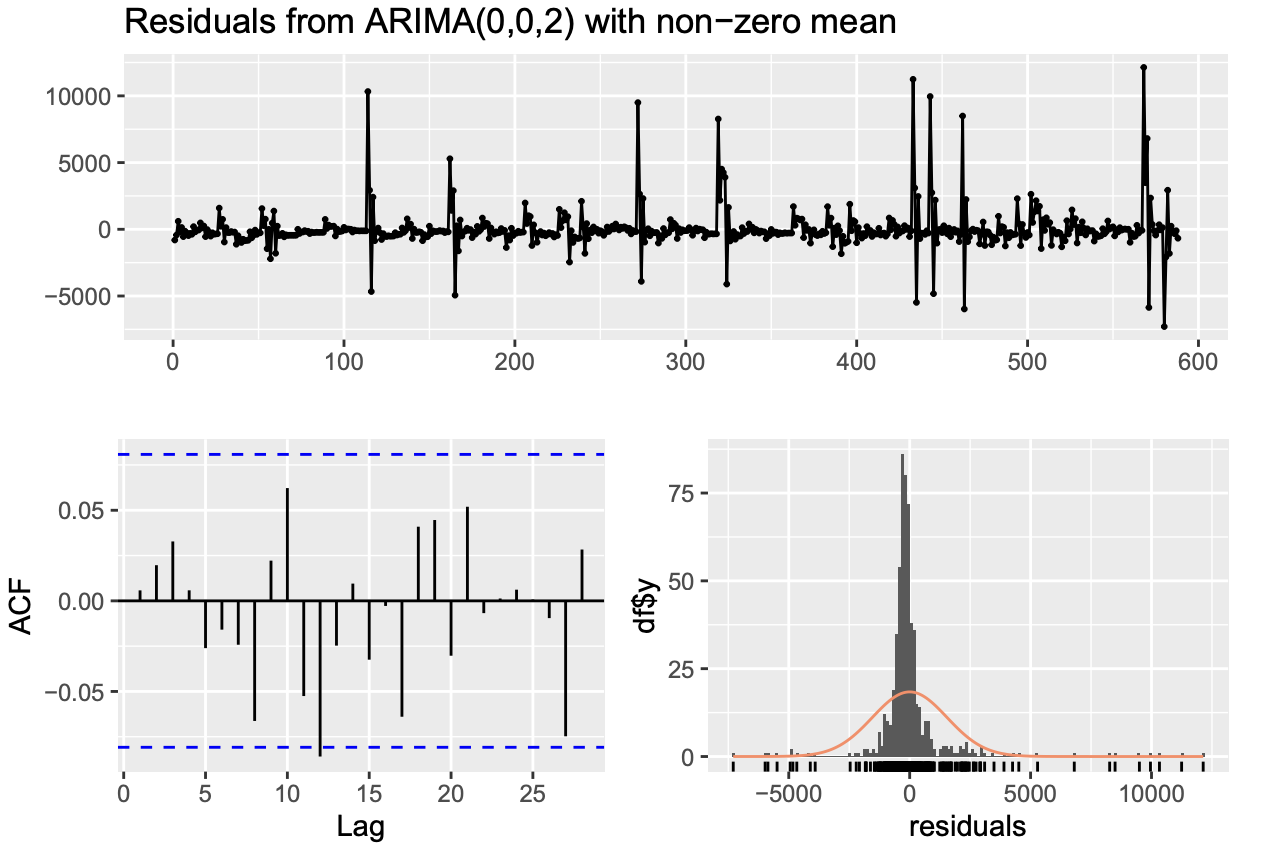 Residuals from ARIMA(0,0,2) with non−zero mean
10000
5000
0
−5000
0 100 200 300 400 500 600
ACF
0.05
0.00
−0.05
0 5 10 15 20 25
Lag
df$y
75
50
25
0
−5000 0 5000 10000
residuals